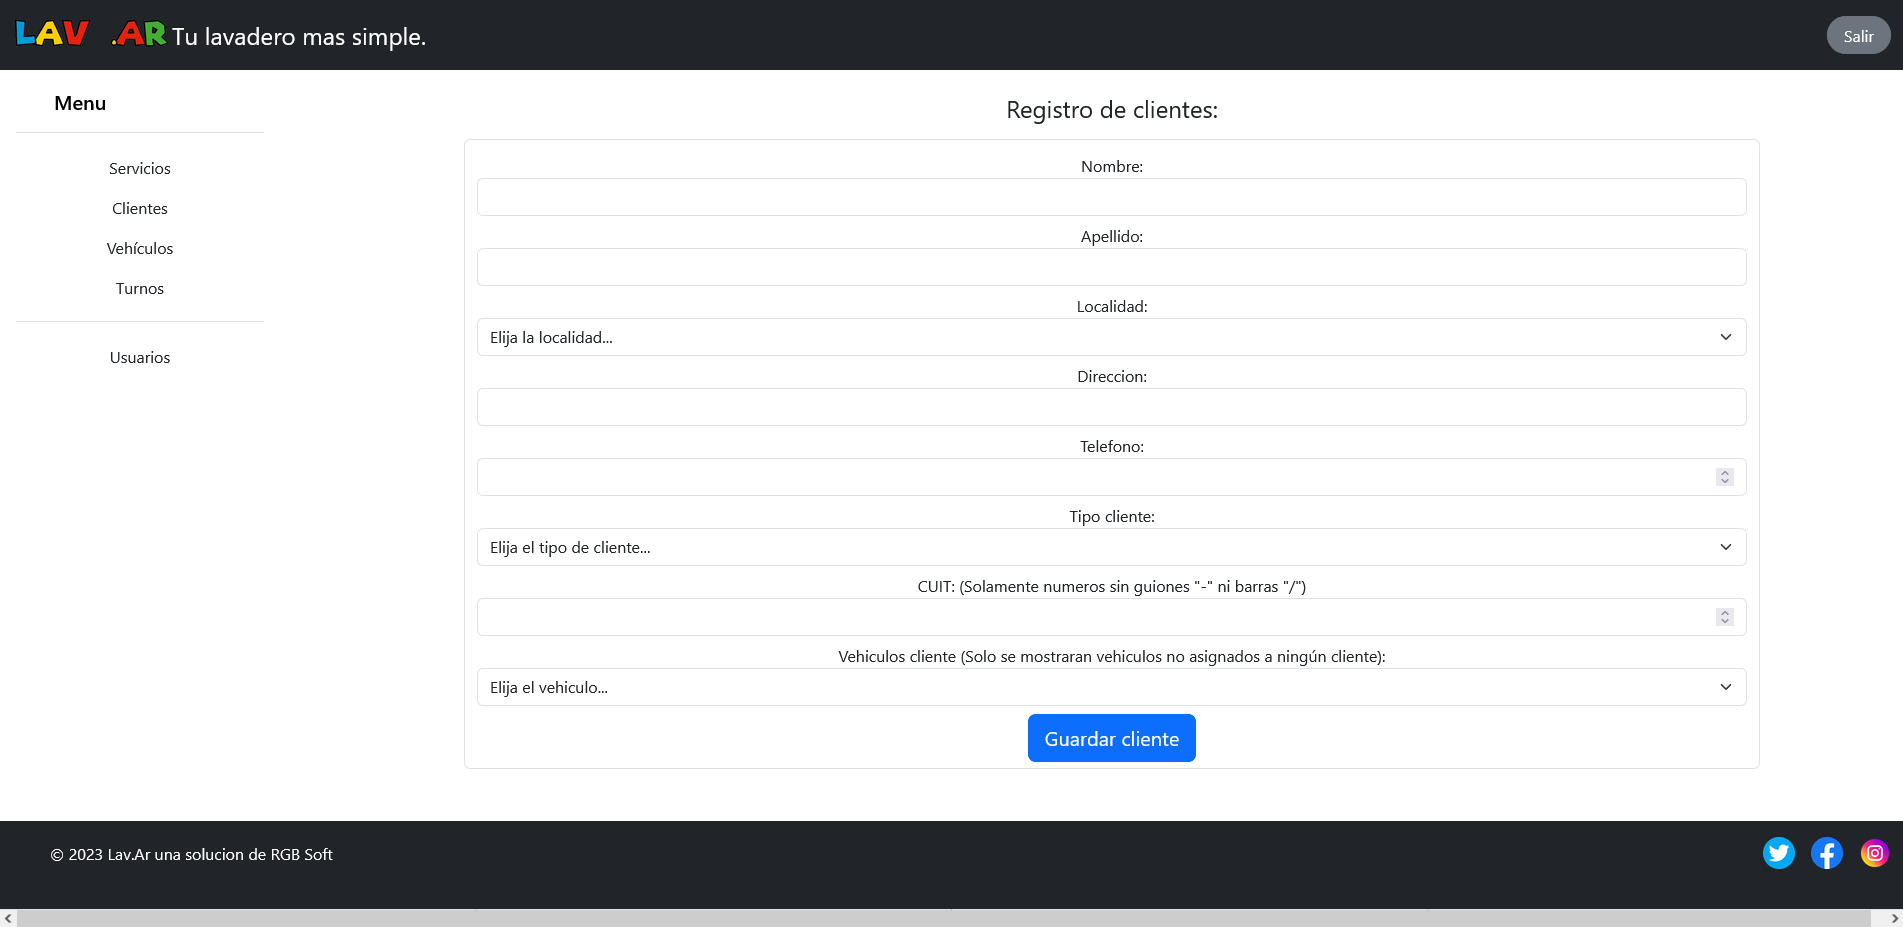 LAV .AR Tu lavadero mas simple.
Salir
Menu
Servicios
Clientes
Vehículos
Turnos
Usuarios
Registro de clientes:
Nombre:
Apellido:
Localidad:
Elija la localidad...
Direccion:
Telefono:
Tipo cliente:
Elija el tipo de cliente...
CUIT: (Solamente numeros sin guiones "-" ni barras "/")
Vehiculos cliente (Solo se mostraran vehiculos no asignados a ningún cliente):
Elija el vehiculo...
Guardar cliente
© 2023 Lav.Ar una solucion de RGB Soft